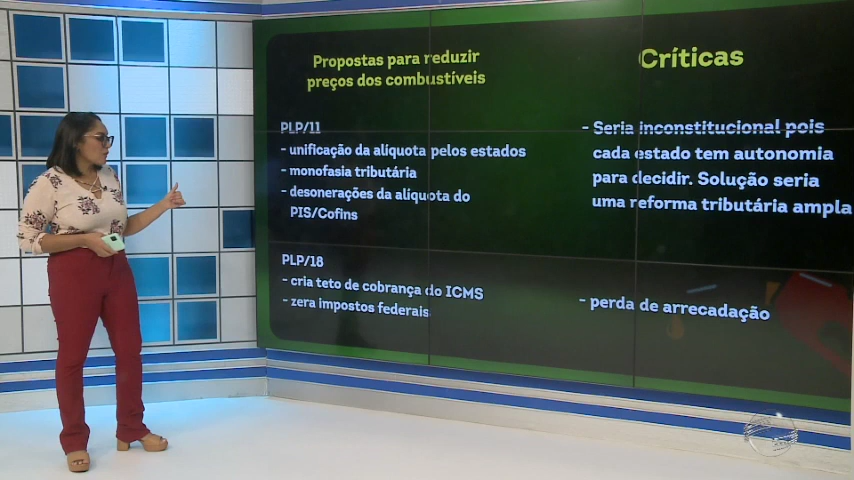 Propostas para reduzir
preços dos combustíveis
PLP/11
- unificação da alíquota pelos estados
- monofasia tributária
- desonerações da alíquota do
PIS/Cofins
PLP/18
- cria teto de cobrança do ICMS
- zera impostos federais
Críticas
- Seria inconstitucional pois
cada estado tem autonomia
para decidir. Solução seria
uma reforma tributária ampla
- perda de arrecadação